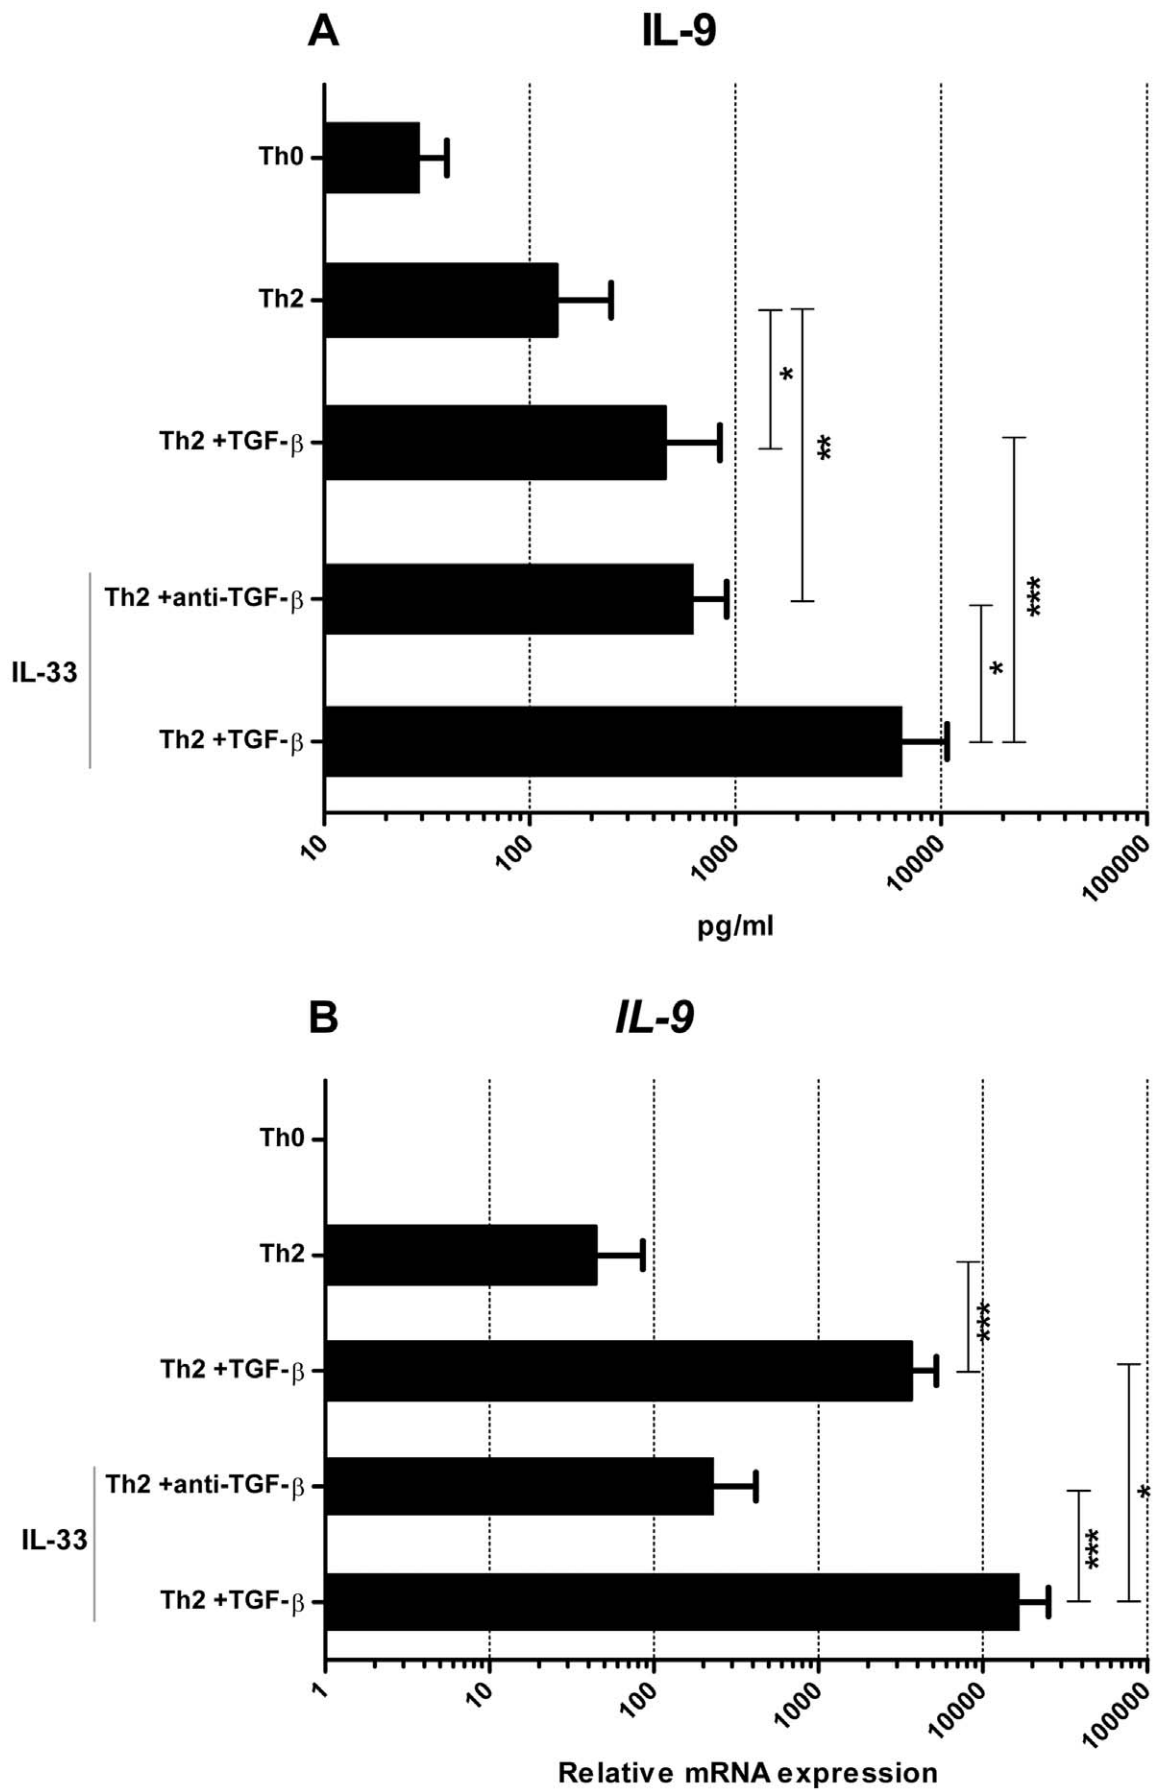 A IL-9
Th0
Th2
*
Th2 +TGF-β
**
Th2 +anti-TGF-β
***
IL-33
*
Th2 +TGF-β
10 100 1000 10000 100000
pg/ml
B IL-9
Th0
Th2
***
Th2 +TGF-β
Th2 +anti-TGF-β
*
IL-33
***
Th2 +TGF-β
1 10 100 1000 10000 100000
Relative mRNA expression